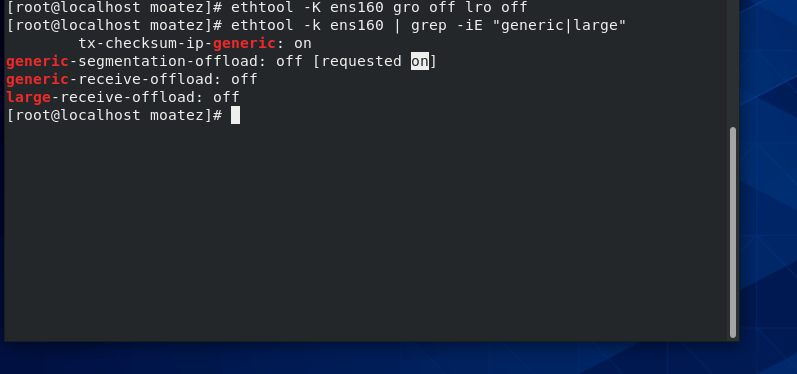 [root@localhost moatez]# ethtool -K ens160 gro off lro off
[root@localhost moatez]# ethtool -k ens160 | grep -iE "generic|large"
        tx-checksum-ip-generic: on
generic-segmentation-offload: off [requested on]
generic-receive-offload: off
large-receive-offload: off
[root@localhost moatez]#